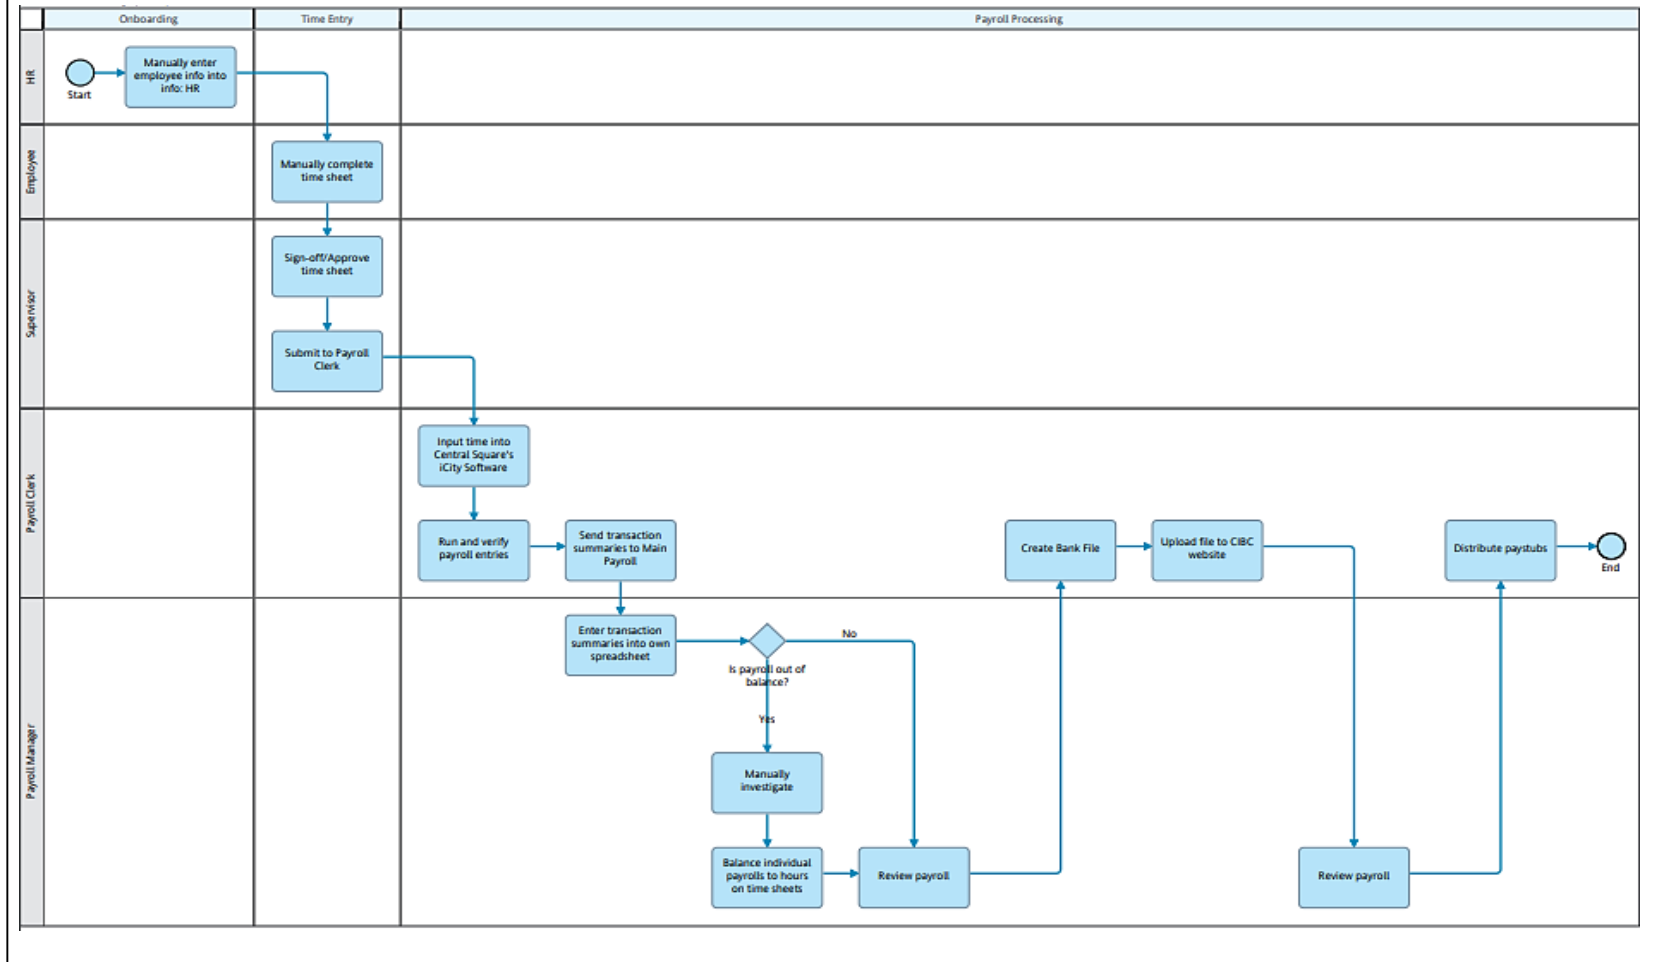 Onboarding
Time Entry
Payroll Processing
HR
Start
Manually enter
employee info into
info: HR
Employee
Manually complete
time sheet
Supervisor
Sign-off/Approve
time sheet
Submit to Payroll
Clerk
Payroll Clerk
Input time into
Central Square's
iCity Software
Run and verify
payroll entries
Send transaction
summaries to Main
Payroll
Create Bank File
Upload file to CIBC
website
Distribute paystubs
End
Payroll Manager
Enter transaction
summaries into own
spreadsheet
No
Is payroll out of
balance?
Yes
Manually
investigate
Balance individual
payrolls to hours
on time sheets
Review payroll
Review payroll